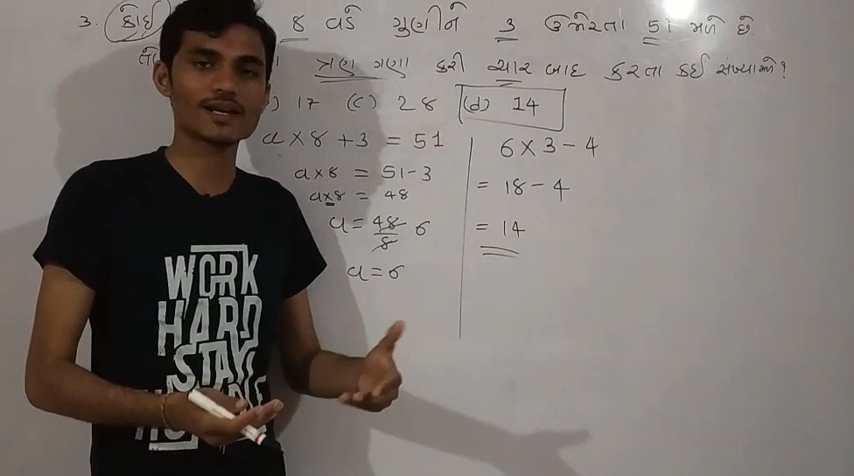 3. કોઈ 8 વડે ગુણીને 3 ઉમેરતા 51 મળે છે
ત્રણ ગણા કરી ચાર બાદ કરતા કઈ સંખ્યા મળે?
) 17 (c) 28 (d) 14
a × 8 + 3 = 51
a × 8 = 51 - 3
a × 8 = 48
a = 48/8 6
a = 6
6 × 3 - 4
= 18 - 4
= 14
WORK
HARD
STAY